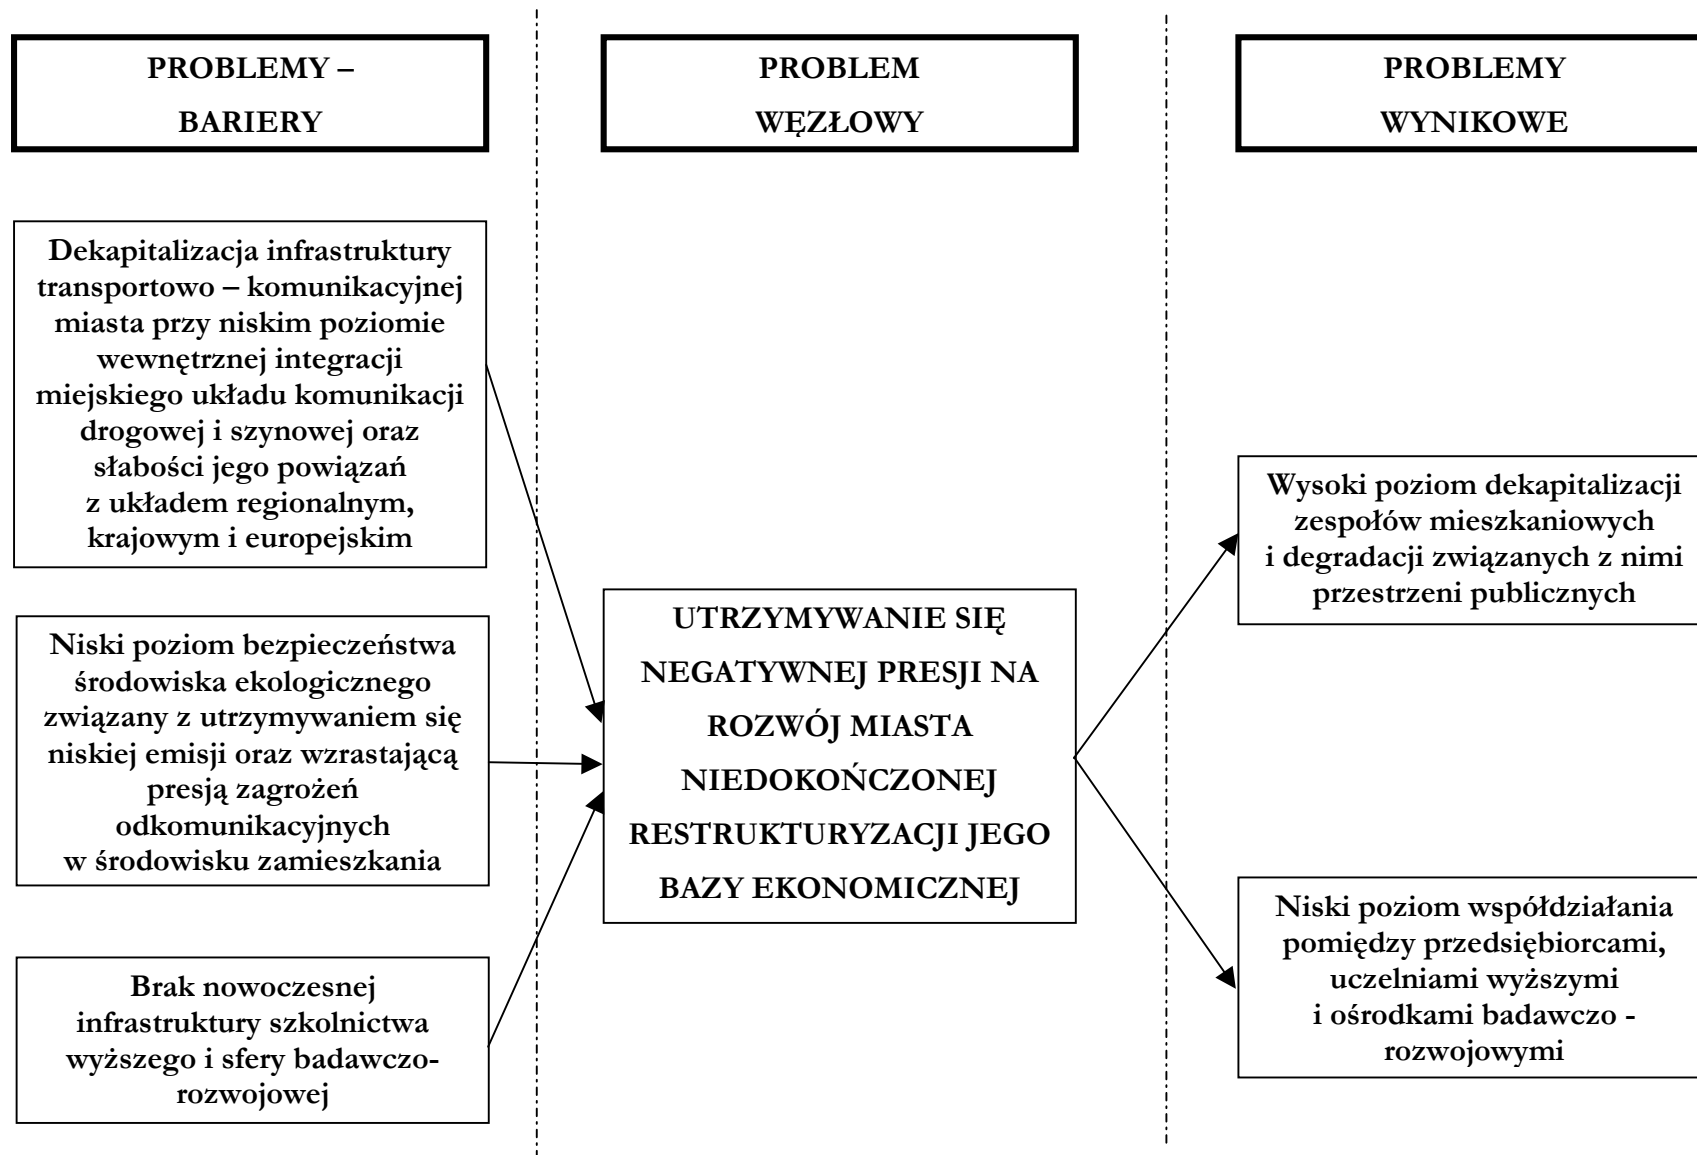 PROBLEMY –
BARIERY
PROBLEM
WĘZŁOWY
PROBLEMY
WYNIKOWE
Dekapitalizacja infrastruktury
transportowo – komunikacyjnej
miasta przy niskim poziomie
wewnętrznej integracji
miejskiego układu komunikacji
drogowej i szynowej oraz
słabości jego powiązań
z układem regionalnym,
krajowym i europejskim
Niski poziom bezpieczeństwa
środowiska ekologicznego
związany z utrzymywaniem się
niskiej emisji oraz wzrastającą
presją zagrożeń
odkomunikacyjnych
w środowisku zamieszkania
Brak nowoczesnej
infrastruktury szkolnictwa
wyższego i sfery badawczo-
rozwojowej
UTRZYMYWANIE SIĘ
NEGATYWNEJ PRESJI NA
ROZWÓJ MIASTA
NIEDOKOŃCZONEJ
RESTRUKTURYZACJI JEGO
BAZY EKONOMICZNEJ
Wysoki poziom dekapitalizacji
zespołów mieszkaniowych
i degradacji związanych z nimi
przestrzeni publicznych
Niski poziom współdziałania
pomiędzy przedsiębiorcami,
uczelniami wyższymi
i ośrodkami badawczo -
rozwojowymi